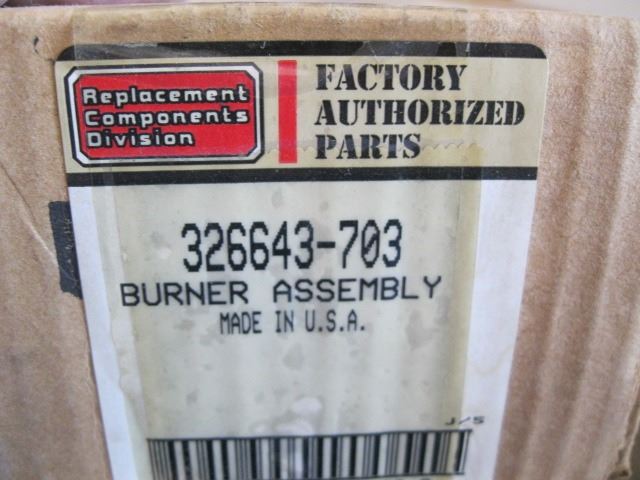 Replacement
Components
Division
FACTORY
AUTHORIZED
PARTS
326643-703
BURNER ASSEMBLY
MADE IN U.S.A.
J/S